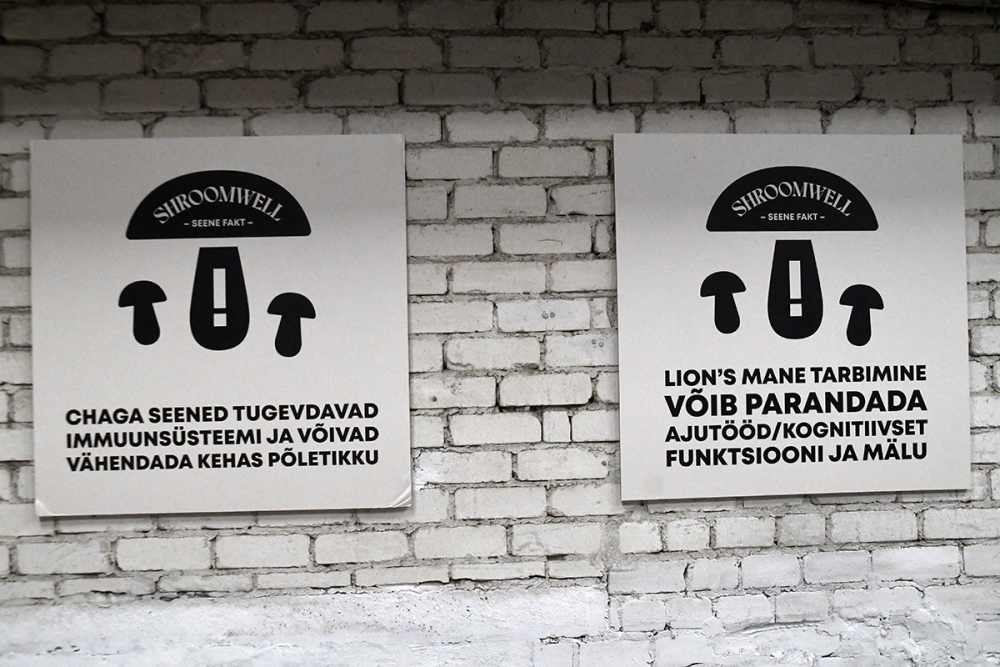 SHROOMWELL
– SEENE FAKT –
CHAGA SEENED TUGEVDAVAD
IMMUUNSÜSTEEMI JA VÕIVAD
VÄHENDADA KEHAS PÕLETIKKU
SHROOMWELL
– SEENE FAKT –
LION'S MANE TARBIMINE
VÕIB PARANDADA
AJUTÖÖD/KOGNITIIVSET
FUNKTSIOONI JA MÄLU